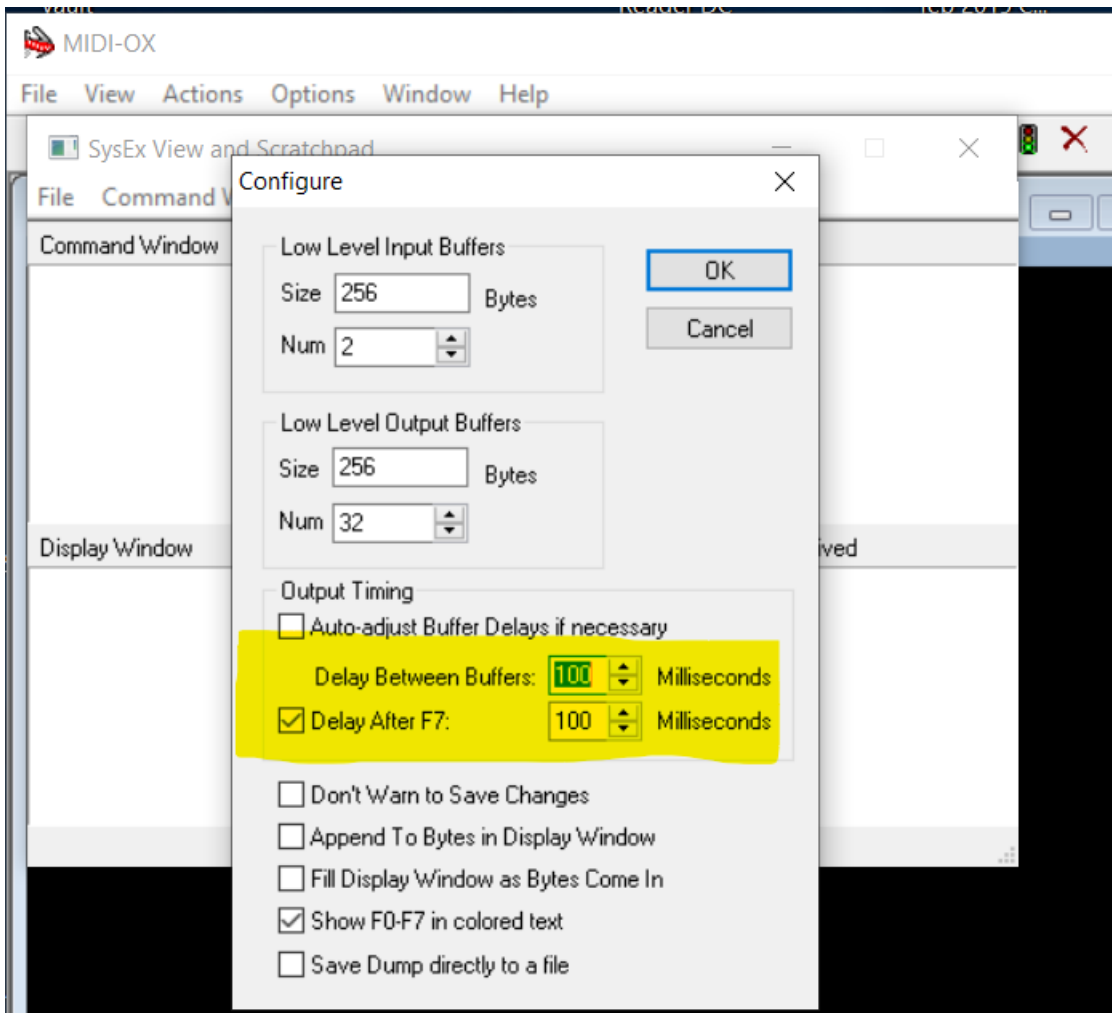 MIDI-OX
File View Actions Options Window Help
SysEx View and Scratchpad
File Command
Configure
Command Window
Low Level Input Buffers
OK
Size 256 Bytes
Cancel
Num 2
Low Level Output Buffers
Size 256 Bytes
Num 32
Display Window
Output Timing
Auto-adjust Buffer Delays if necessary
Delay Between Buffers: 100 Milliseconds
Delay After F7: 100 Milliseconds
Don't Warn to Save Changes
Append To Bytes in Display Window
Fill Display Window as Bytes Come In
Show F0-F7 in colored text
Save Dump directly to a file